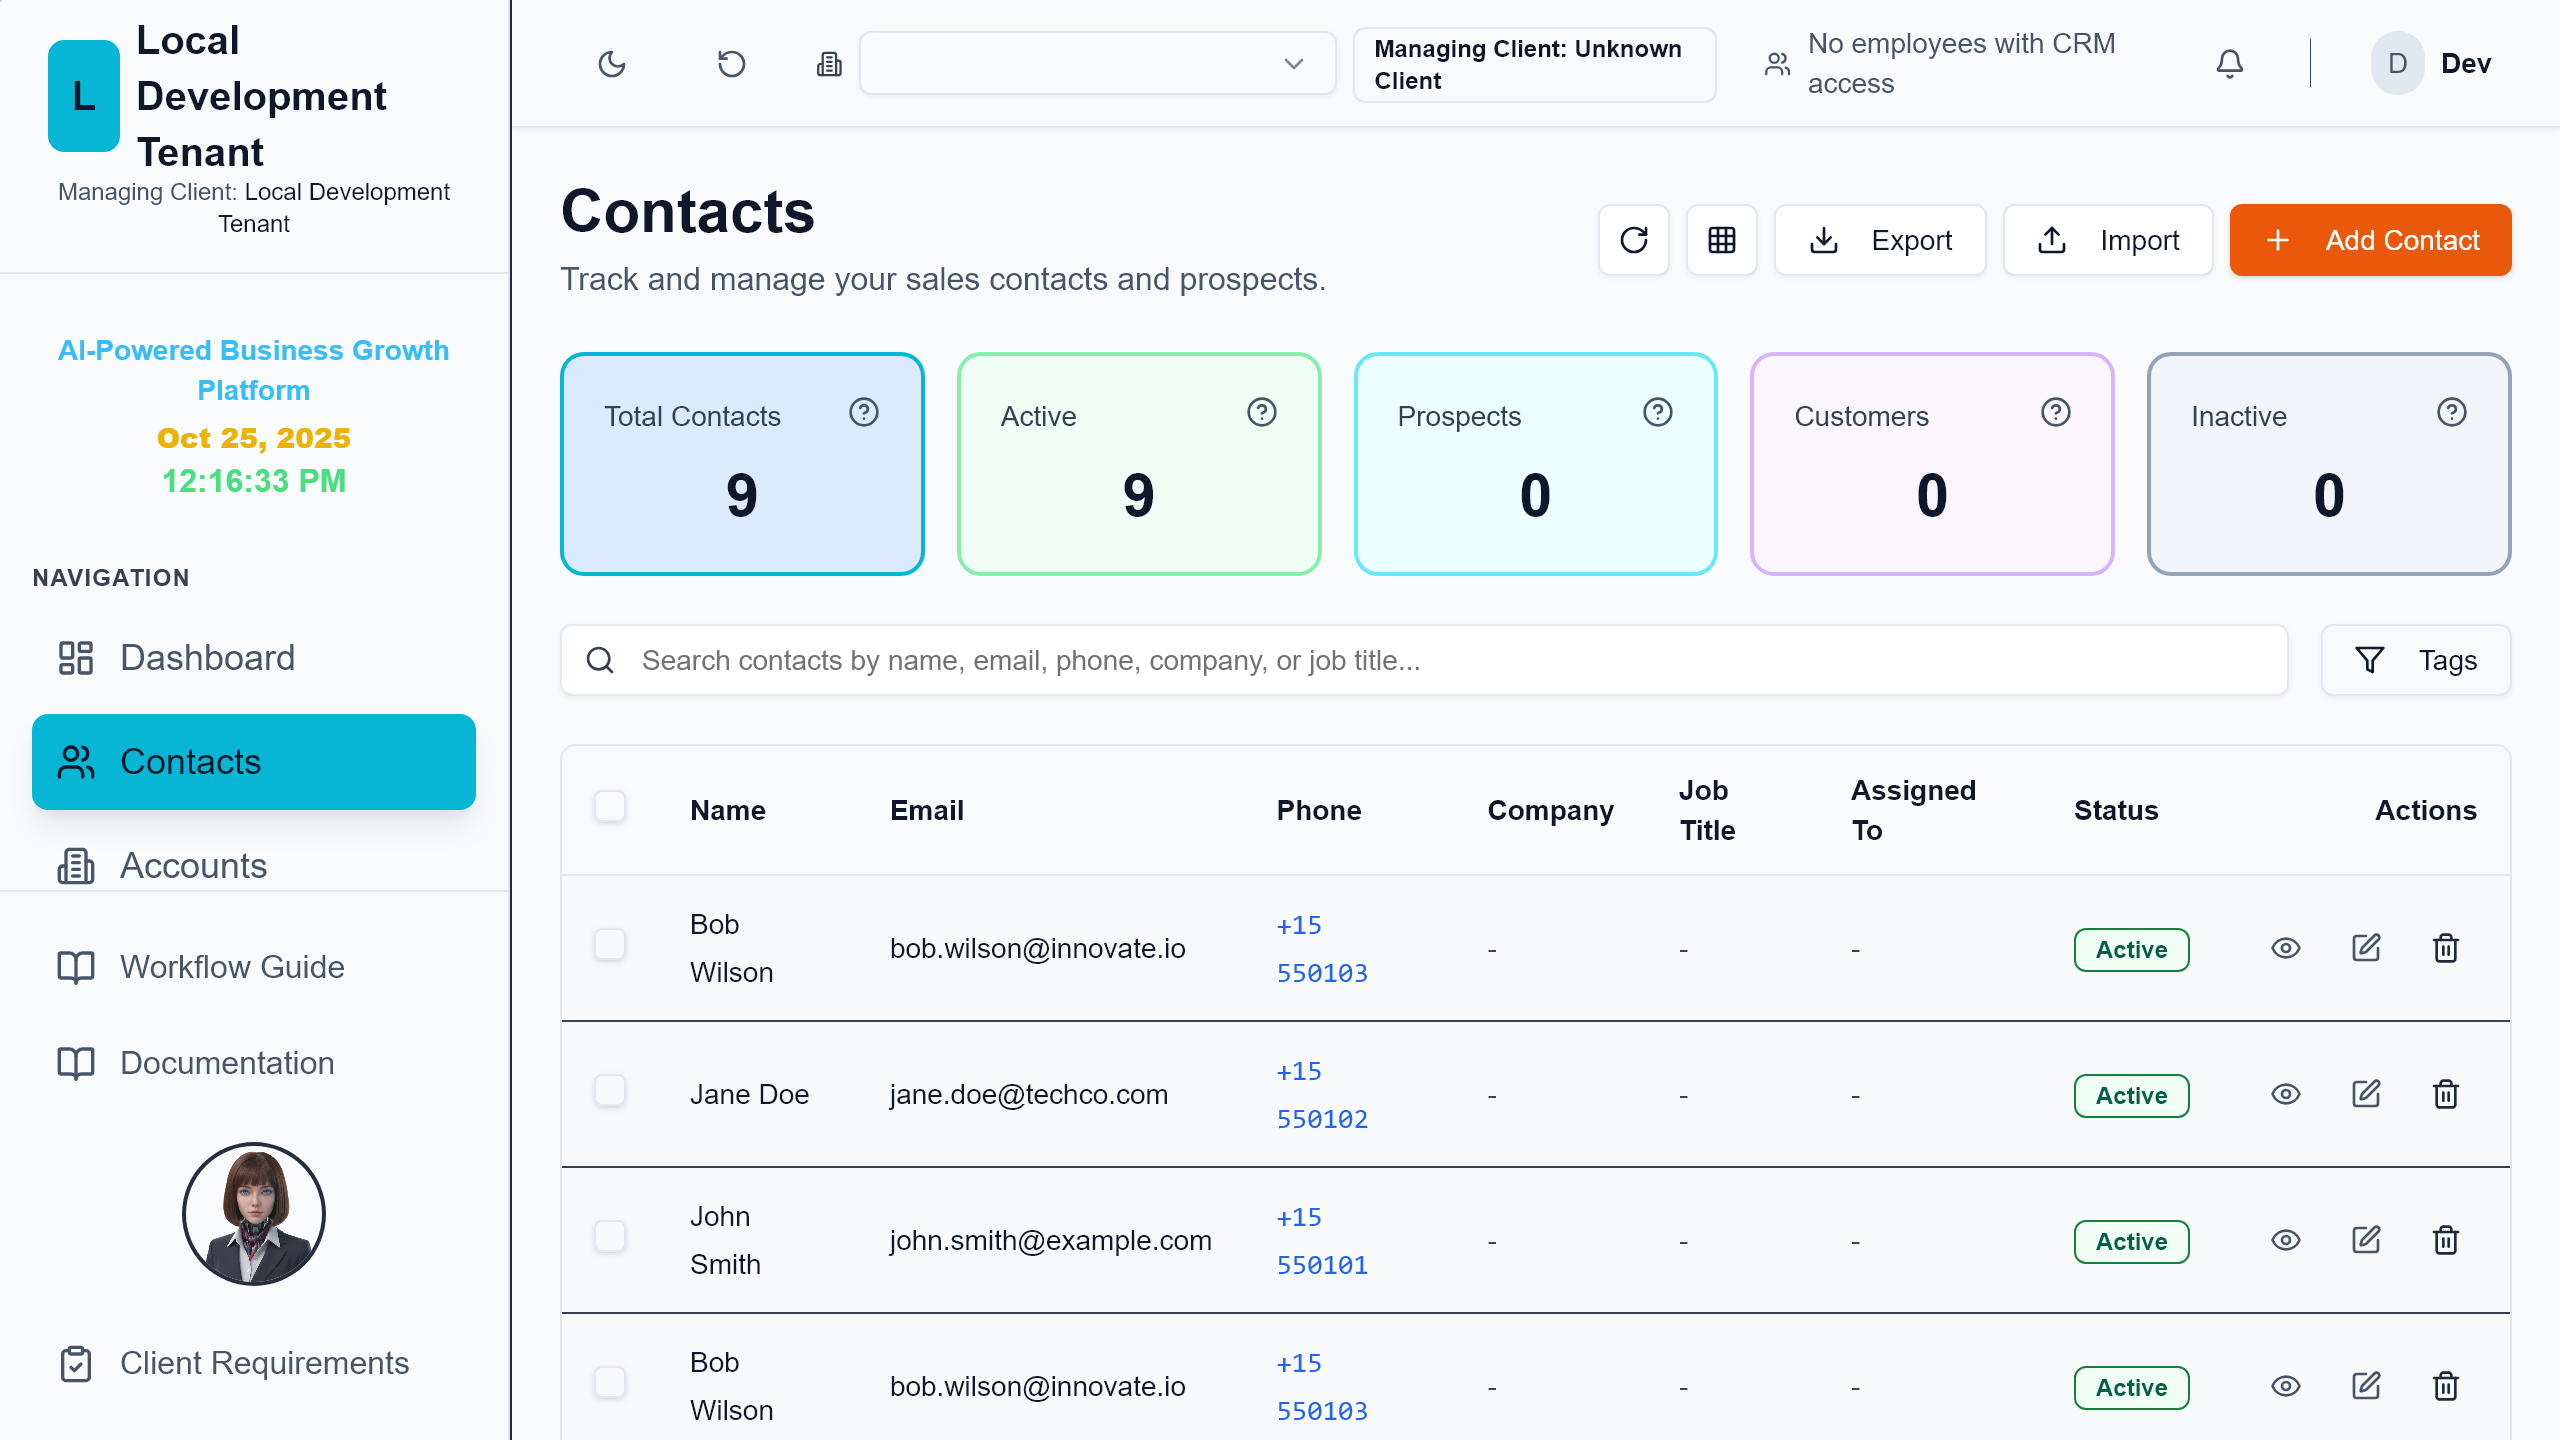 L
Local
Development
Tenant
Managing Client: Local Development
Tenant
AI-Powered Business Growth
Platform
Oct 25, 2025
12:16:33 PM
NAVIGATION
Dashboard
Contacts
Accounts
Workflow Guide
Documentation
Client Requirements
Managing Client: Unknown
Client
No employees with CRM
access
D
Dev
Contacts
Track and manage your sales contacts and prospects.
Export
Import
Add Contact
Total Contacts
9
Active
9
Prospects
0
Customers
0
Inactive
0
Search contacts by name, email, phone, company, or job title...
Tags
Name
Email
Phone
Company
Job
Title
Assigned
To
Status
Actions
Bob
Wilson
bob.wilson@innovate.io
+15
550103
-
-
-
Active
Jane Doe
jane.doe@techco.com
+15
550102
-
-
-
Active
John
Smith
john.smith@example.com
+15
550101
-
-
-
Active
Bob
Wilson
bob.wilson@innovate.io
+15
550103
-
-
-
Active